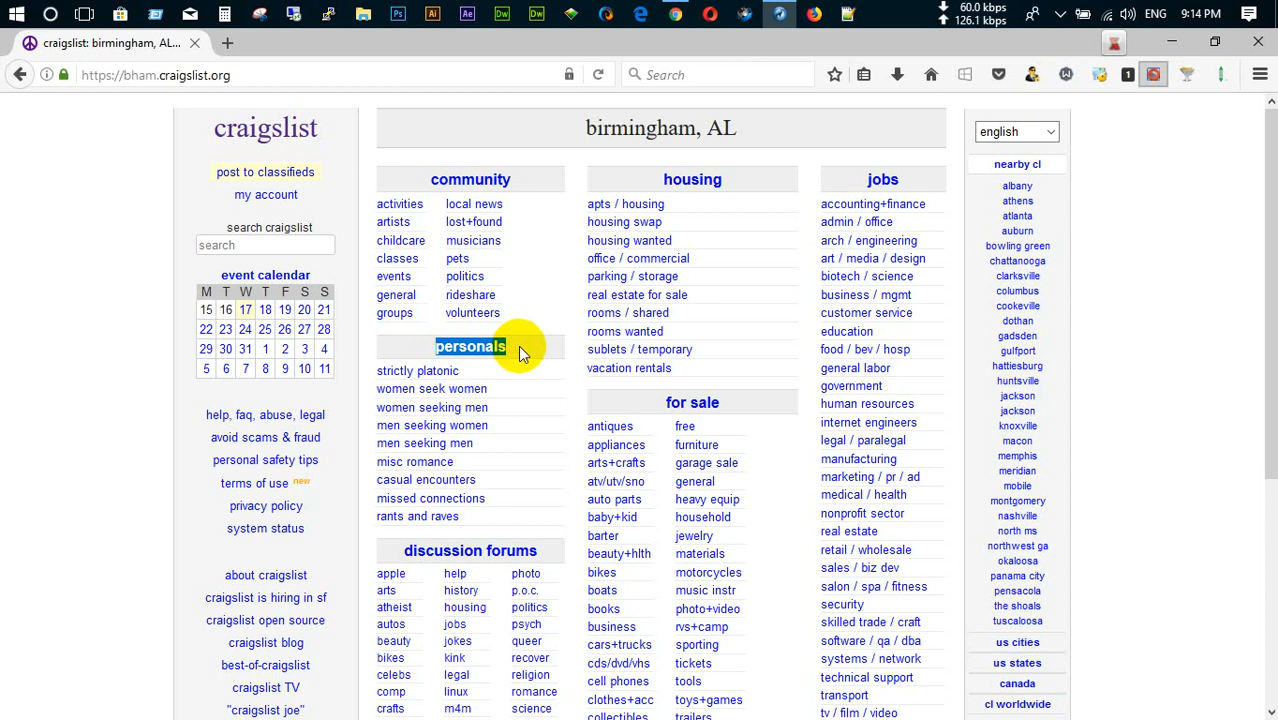 60.0 kbps
126.1 kbps
ENG
9:14 PM
craigslist: birmingham, AL...
https://bham.craigslist.org
Search
1
craigslist
post to classifieds
my account
search craigslist
search
event calendar
M T W T F S S
15 16 17 18 19 20 21
22 23 24 25 26 27 28
29 30 31 1 2 3 4
5 6 7 8 9 10 11
help, faq, abuse, legal
avoid scams & fraud
personal safety tips
terms of use new
privacy policy
system status
about craigslist
craigslist is hiring in sf
craigslist open source
craigslist blog
best-of-craigslist
craigslist TV
"craigslist joe"
birmingham, AL
community
activities local news
artists lost+found
childcare musicians
classes pets
events politics
general rideshare
groups volunteers
personals
strictly platonic
women seek women
women seeking men
men seeking women
men seeking men
misc romance
casual encounters
missed connections
rants and raves
discussion forums
apple help photo
arts history p.o.c.
atheist housing politics
autos jobs psych
beauty jokes queer
bikes kink recover
celebs legal religion
comp linux romance
crafts m4m science
housing
apts / housing
housing swap
housing wanted
office / commercial
parking / storage
real estate for sale
rooms / shared
rooms wanted
sublets / temporary
vacation rentals
for sale
antiques free
appliances furniture
arts+crafts garage sale
atv/utv/sno general
auto parts heavy equip
baby+kid household
barter jewelry
beauty+hlth materials
bikes motorcycles
boats music instr
books photo+video
business rvs+camp
cars+trucks sporting
cds/dvd/vhs tickets
cell phones tools
clothes+acc toys+games
collectibles trailers
jobs
accounting+finance
admin / office
arch / engineering
art / media / design
biotech / science
business / mgmt
customer service
education
food / bev / hosp
general labor
government
human resources
internet engineers
legal / paralegal
manufacturing
marketing / pr / ad
medical / health
nonprofit sector
real estate
retail / wholesale
sales / biz dev
salon / spa / fitness
security
skilled trade / craft
software / qa / dba
systems / network
technical support
transport
tv / film / video
english
nearby cl
albany
athens
atlanta
auburn
bowling green
chattanooga
clarksville
columbus
cookeville
dothan
gadsden
gulfport
hattiesburg
huntsville
jackson
jackson
knoxville
macon
memphis
meridian
mobile
montgomery
nashville
north ms
northwest ga
okaloosa
panama city
pensacola
the shoals
tuscaloosa
us cities
us states
canada
cl worldwide